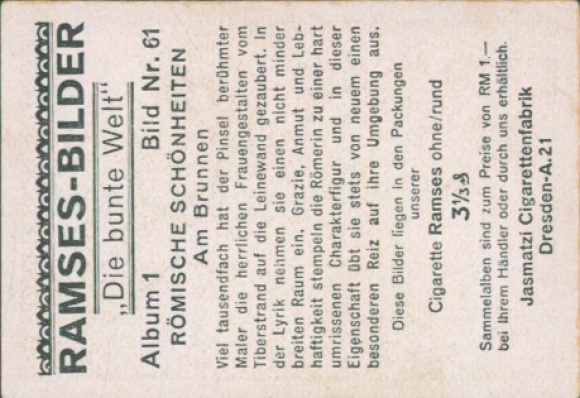 RAMSES-BILDER
„Die bunte Welt“
Album 1 Bild Nr. 61
RÖMISCHE SCHÖNHEITEN
Am Brunnen
Viel tausendfach hat der Pinsel berühmter
Maler die herrlichen Frauengestalten vom
Tiberstrand auf die Leinewand gezaubert. In
der Lyrik nehmen sie einen nicht minder
breiten Raum ein. Grazie, Anmut und Leb-
haftigkeit stempeln die Römerin zu einer hart
umrissenen Charakterfigur und in dieser
Eigenschaft übt sie stets von neuem einen
besonderen Reiz auf ihre Umgebung aus.
Diese Bilder liegen in den Packungen
unserer
Cigarette Ramses ohne/rund
3⅓ ₰
Sammelalben sind zum Preise von RM 1.—
bei Ihrem Händler oder durch uns erhältlich.
Jasmatzi Cigarettenfabrik
Dresden-A. 21